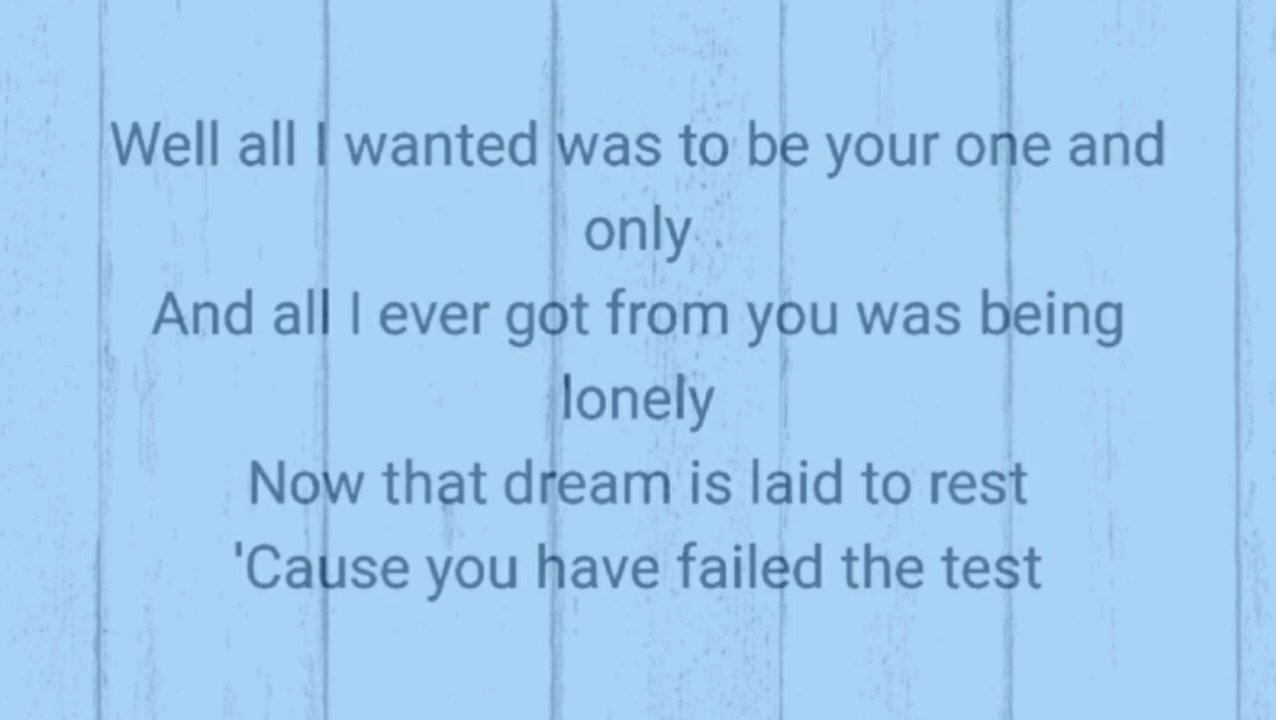 Well all I wanted was to be your one and
only
And all I ever got from you was being
lonely
Now that dream is laid to rest
'Cause you have failed the test